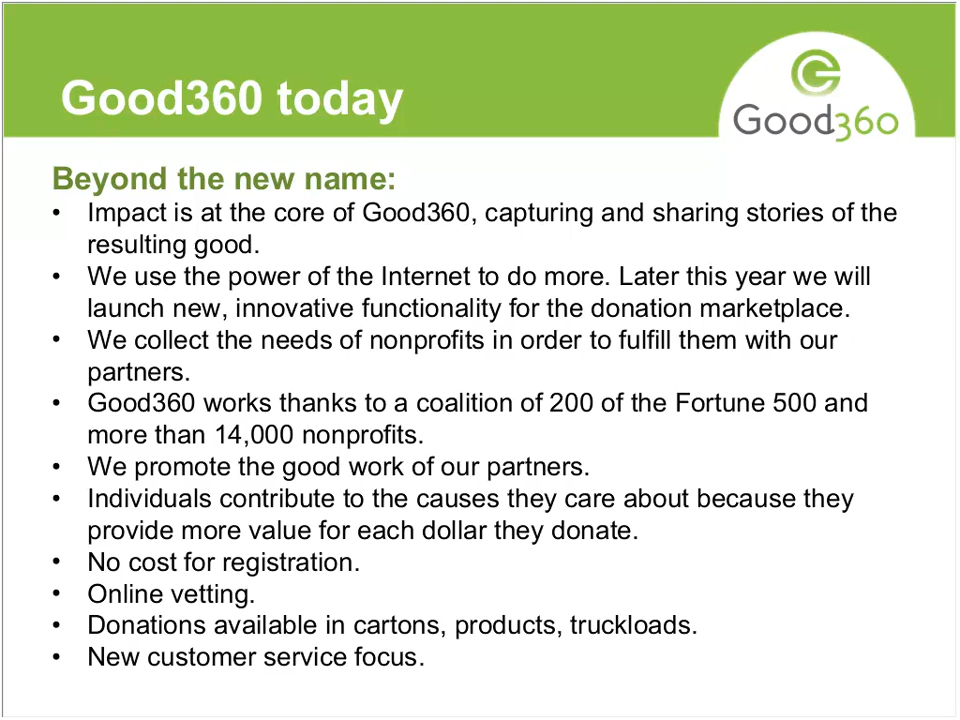 Good360 today
Good360
Beyond the new name:
• Impact is at the core of Good360, capturing and sharing stories of the
resulting good.
• We use the power of the Internet to do more. Later this year we will
launch new, innovative functionality for the donation marketplace.
• We collect the needs of nonprofits in order to fulfill them with our
partners.
• Good360 works thanks to a coalition of 200 of the Fortune 500 and
more than 14,000 nonprofits.
• We promote the good work of our partners.
• Individuals contribute to the causes they care about because they
provide more value for each dollar they donate.
• No cost for registration.
• Online vetting.
• Donations available in cartons, products, truckloads.
• New customer service focus.